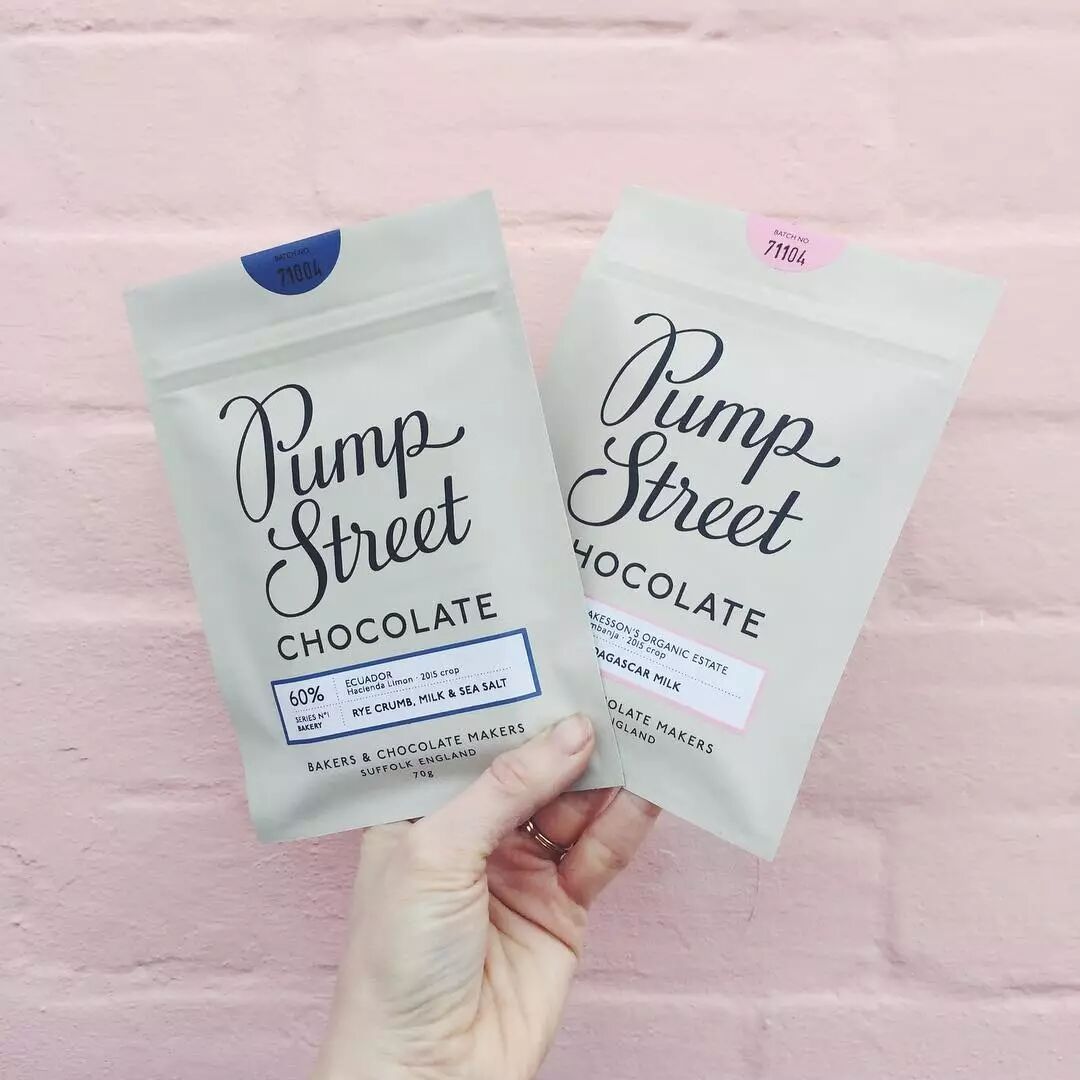 BATCH NO
71004
Pump
Street
CHOCOLATE
60%
SERIES Nº1
BAKERY
ECUADOR
Hacienda Limon · 2015 crop
RYE CRUMB, MILK & SEA SALT
BAKERS & CHOCOLATE MAKERS
SUFFOLK ENGLAND
70g
BATCH NO
71104
Pump
Street
HOCOLATE
AKESSON'S ORGANIC ESTATE
mbanja · 2015 crop
DAGASCAR MILK
OLATE MAKERS
NGLAND